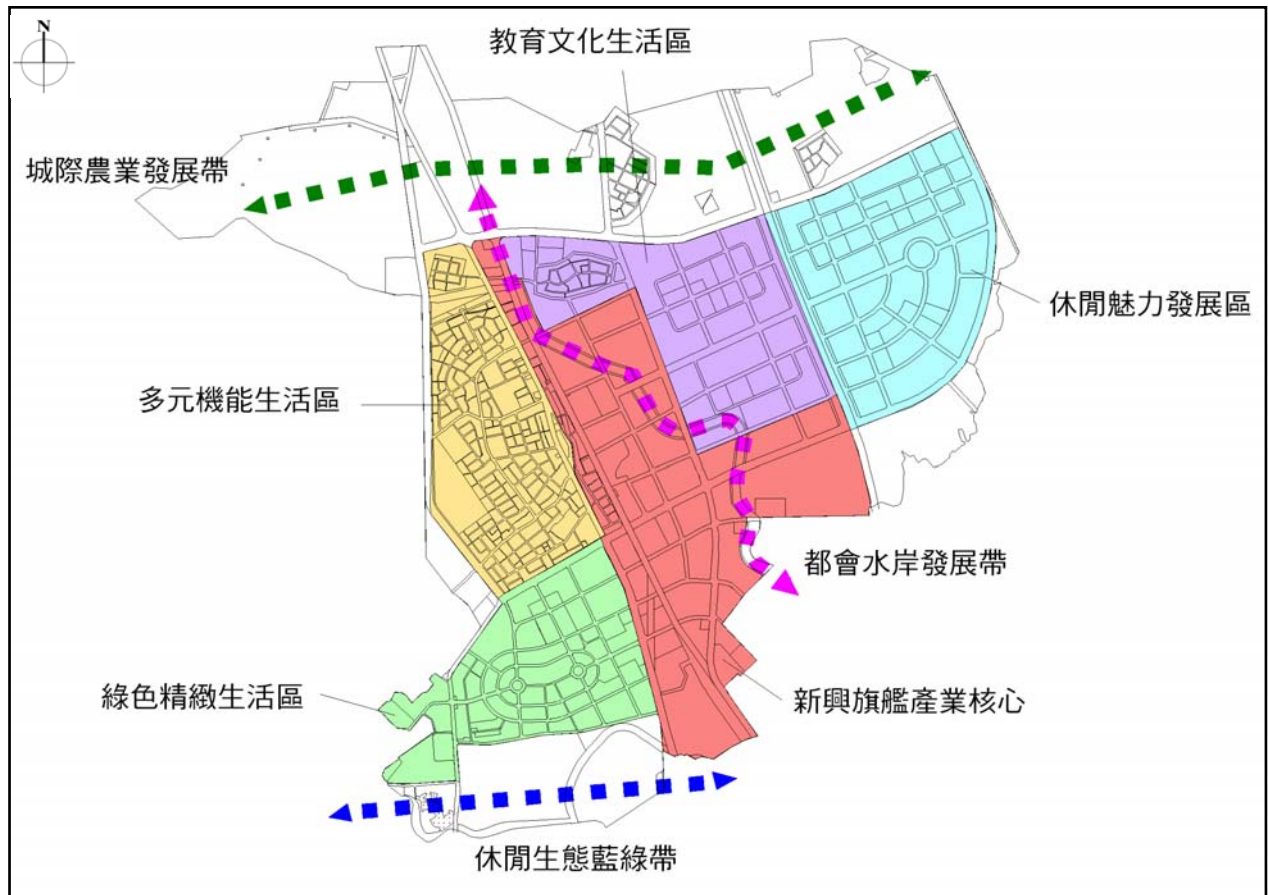 N
教育文化生活區
城際農業發展帶
休閒魅力發展區
多元機能生活區
都會水岸發展帶
綠色精緻生活區
新興旗艦產業核心
休閒生態藍綠帶